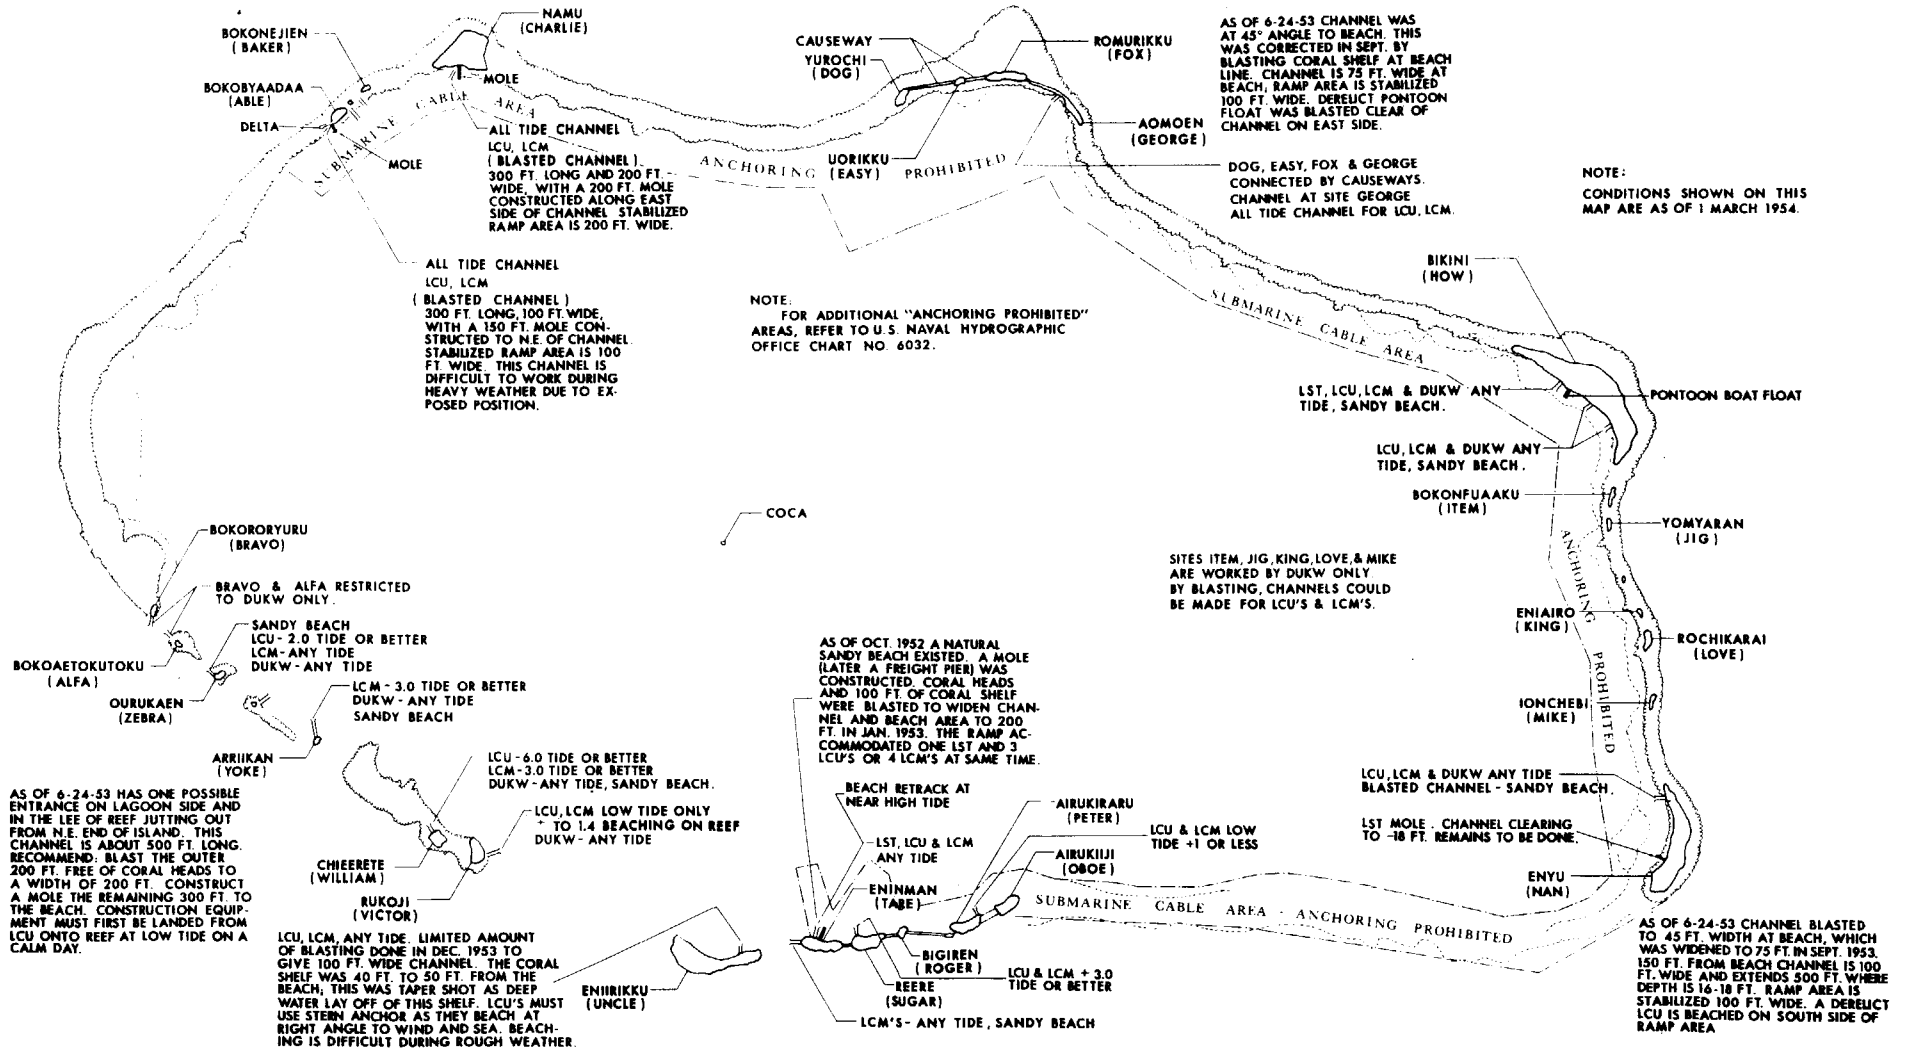 NAMU
(CHARLIE)
BOKONEJIEN
(BAKER)
MOLE
BOKOBYAADAA
(ABLE)
DELTA
MOLE
SUBMARINE CABLE AREA
ANCHORING PROHIBITED
ALL TIDE CHANNEL
LCU, LCM
(BLASTED CHANNEL)
300 FT. LONG AND 200 FT.
WIDE, WITH A 200 FT. MOLE
CONSTRUCTED ALONG EAST
SIDE OF CHANNEL STABILIZED
RAMP AREA IS 200 FT. WIDE.
ALL TIDE CHANNEL
LCU, LCM
(BLASTED CHANNEL)
300 FT. LONG, 100 FT. WIDE,
WITH A 150 FT. MOLE CON-
STRUCTED TO N.E. OF CHANNEL.
STABILIZED RAMP AREA IS 100
FT. WIDE. THIS CHANNEL IS
DIFFICULT TO WORK DURING
HEAVY WEATHER DUE TO EX-
POSED POSITION.
CAUSEWAY
YUROCHI
(DOG)
ROMURIKKU
(FOX)
UORIKKU
(EASY)
AOMOEN
(GEORGE)
AS OF 6-24-53 CHANNEL WAS
AT 45° ANGLE TO BEACH. THIS
WAS CORRECTED IN SEPT. BY
BLASTING CORAL SHELF AT BEACH
LINE. CHANNEL IS 75 FT. WIDE AT
BEACH; RAMP AREA IS STABILIZED
100 FT. WIDE. DERELICT PONTOON
FLOAT WAS BLASTED CLEAR OF
CHANNEL ON EAST SIDE.
DOG, EASY, FOX & GEORGE
CONNECTED BY CAUSEWAYS.
CHANNEL AT SITE GEORGE
ALL TIDE CHANNEL FOR LCU, LCM.
NOTE:
CONDITIONS SHOWN ON THIS
MAP ARE AS OF 1 MARCH 1954.
NOTE:
FOR ADDITIONAL "ANCHORING PROHIBITED"
AREAS, REFER TO U.S. NAVAL HYDROGRAPHIC
OFFICE CHART NO. 6032.
BIKINI
(HOW)
SUBMARINE CABLE AREA
LST, LCU, LCM & DUKW ANY
TIDE, SANDY BEACH.
PONTOON BOAT FLOAT
LCU, LCM & DUKW ANY
TIDE, SANDY BEACH.
BOKONFUAAKU
(ITEM)
YOMYARAN
(JIG)
COCA
SITES ITEM, JIG, KING, LOVE, & MIKE
ARE WORKED BY DUKW ONLY.
BY BLASTING, CHANNELS COULD
BE MADE FOR LCU'S & LCM'S.
ANCHORING PROHIBITED
ENIAIRO
(KING)
ROCHIKARAI
(LOVE)
IONCHEBI
(MIKE)
LCU, LCM & DUKW ANY TIDE
BLASTED CHANNEL - SANDY BEACH.
LST MOLE. CHANNEL CLEARING
TO -18 FT. REMAINS TO BE DONE.
ENYU
(NAN)
AS OF 6-24-53 CHANNEL BLASTED
TO 45 FT. WIDTH AT BEACH, WHICH
WAS WIDENED TO 75 FT. IN SEPT. 1953.
150 FT. FROM BEACH CHANNEL IS 100
FT. WIDE AND EXTENDS 500 FT. WHERE
DEPTH IS 16-18 FT. RAMP AREA IS
STABILIZED 100 FT. WIDE. A DERELICT
LCU IS BEACHED ON SOUTH SIDE OF
RAMP AREA
BOKORORYURU
(BRAVO)
BRAVO & ALFA RESTRICTED
TO DUKW ONLY.
BOKOAETOKUTOKU
(ALFA)
SANDY BEACH
LCU - 2.0 TIDE OR BETTER
LCM - ANY TIDE
DUKW - ANY TIDE
OURUKAEN
(ZEBRA)
LCM - 3.0 TIDE OR BETTER
DUKW - ANY TIDE
SANDY BEACH
ARRIIKAN
(YOKE)
AS OF 6-24-53 HAS ONE POSSIBLE
ENTRANCE ON LAGOON SIDE AND
IN THE LEE OF REEF JUTTING OUT
FROM N.E. END OF ISLAND. THIS
CHANNEL IS ABOUT 500 FT. LONG.
RECOMMEND: BLAST THE OUTER
200 FT. FREE OF CORAL HEADS TO
A WIDTH OF 200 FT. CONSTRUCT
A MOLE THE REMAINING 300 FT. TO
THE BEACH. CONSTRUCTION EQUIP-
MENT MUST FIRST BE LANDED FROM
LCU ONTO REEF AT LOW TIDE ON A
CALM DAY.
LCU - 6.0 TIDE OR BETTER
LCM - 3.0 TIDE OR BETTER
DUKW - ANY TIDE, SANDY BEACH.
LCU, LCM LOW TIDE ONLY
+ TO 1.4 BEACHING ON REEF
DUKW - ANY TIDE
CHIEERETE
(WILLIAM)
RUKOJI
(VICTOR)
LCU, LCM, ANY TIDE. LIMITED AMOUNT
OF BLASTING DONE IN DEC. 1953 TO
GIVE 100 FT. WIDE CHANNEL. THE CORAL
SHELF WAS 40 FT. TO 50 FT. FROM THE
BEACH; THIS WAS TAPER SHOT AS DEEP
WATER LAY OFF OF THIS SHELF. LCU'S MUST
USE STERN ANCHOR AS THEY BEACH AT
RIGHT ANGLE TO WIND AND SEA. BEACH-
ING IS DIFFICULT DURING ROUGH WEATHER.
ENIIRIKKU
(UNCLE)
AS OF OCT. 1952 A NATURAL
SANDY BEACH EXISTED. A MOLE
(LATER A FREIGHT PIER) WAS
CONSTRUCTED. CORAL HEADS
AND 100 FT. OF CORAL SHELF
WERE BLASTED TO WIDEN CHAN-
NEL AND BEACH AREA TO 200
FT. IN JAN. 1953. THE RAMP AC-
COMMODATED ONE LST AND 3
LCU'S OR 4 LCM'S AT SAME TIME.
BEACH RETRACK AT
NEAR HIGH TIDE
LST, LCU & LCM
ANY TIDE
ENINMAN
(TARE)
AIRUKIRARU
(PETER)
AIRUKIIJI
(OBOE)
LCU & LCM LOW
TIDE +1 OR LESS
BIGIREN
(ROGER)
REERE
(SUGAR)
LCU & LCM + 3.0
TIDE OR BETTER
LCM'S - ANY TIDE, SANDY BEACH
SUBMARINE CABLE AREA - ANCHORING PROHIBITED